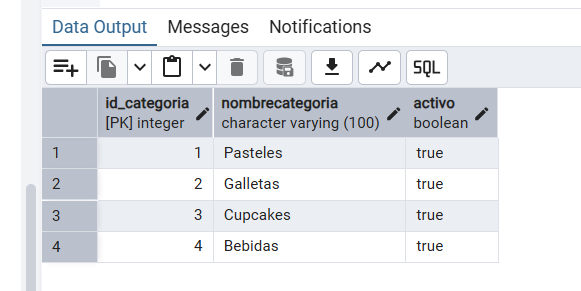 Data Output Messages Notifications
SQL
id_categoria nombrecategoria activo
[PK] integer character varying (100) boolean
1 1 Pasteles true
2 2 Galletas true
3 3 Cupcakes true
4 4 Bebidas true